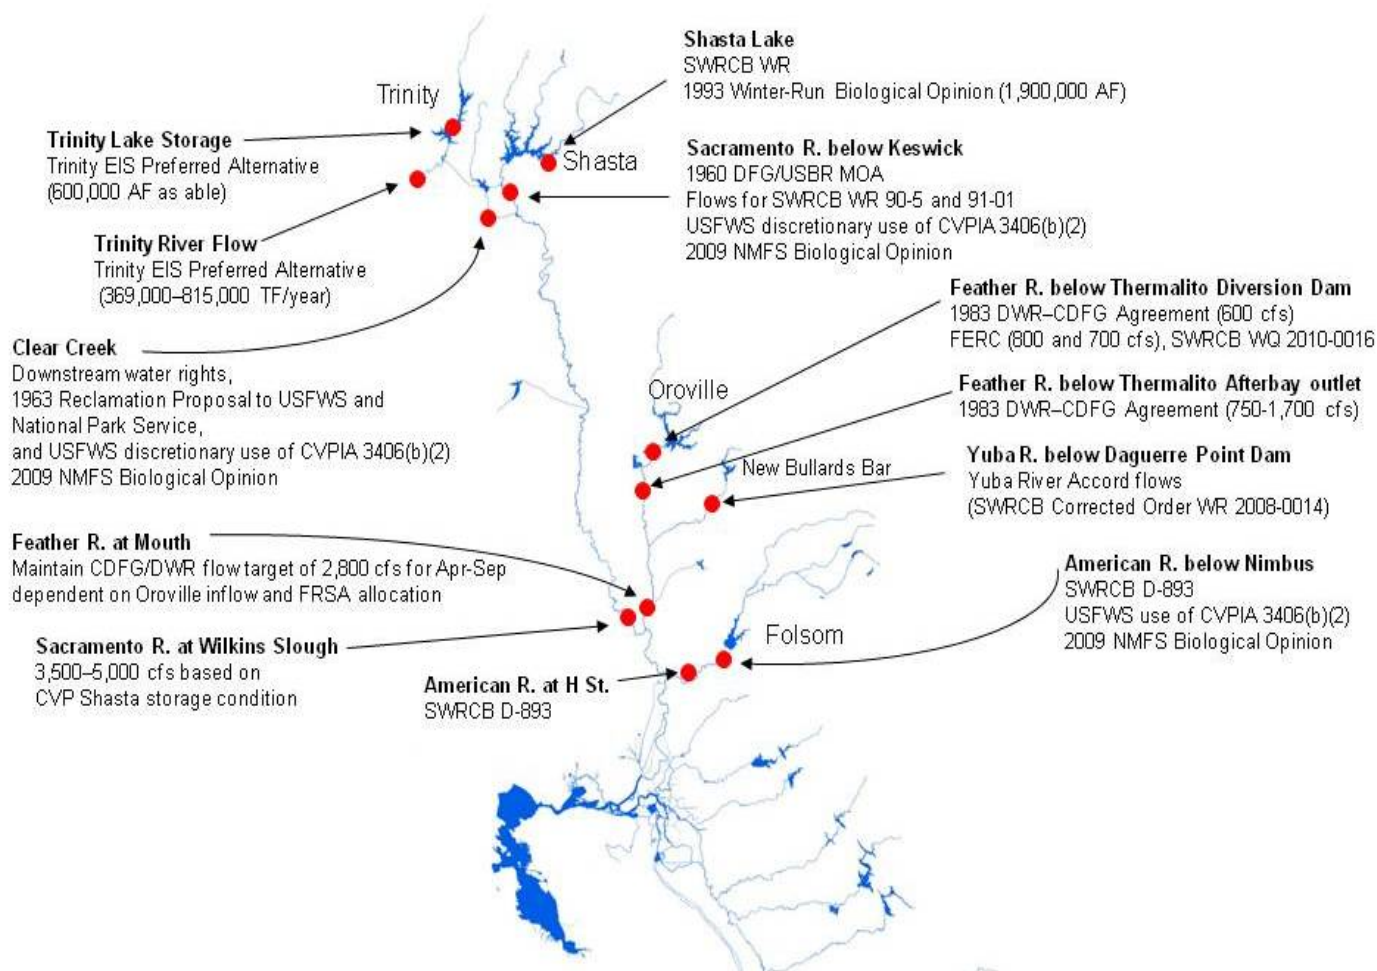 Shasta Lake
SWRCB WR
1993 Winter-Run Biological Opinion (1,900,000 AF)
Trinity
Trinity Lake Storage
Trinity EIS Preferred Alternative
(600,000 AF as able)
Shasta
Sacramento R. below Keswick
1960 DFG/USBR MOA
Flows for SWRCB WR 90-5 and 91-01
USFWS discretionary use of CVPIA 3406(b)(2)
2009 NMFS Biological Opinion
Trinity River Flow
Trinity EIS Preferred Alternative
(369,000–815,000 TF/year)
Feather R. below Thermalito Diversion Dam
1983 DWR–CDFG Agreement (600 cfs)
FERC (800 and 700 cfs), SWRCB WQ 2010-0016
Clear Creek
Downstream water rights,
1963 Reclamation Proposal to USFWS and
National Park Service,
and USFWS discretionary use of CVPIA 3406(b)(2)
2009 NMFS Biological Opinion
Oroville
Feather R. below Thermalito Afterbay outlet
1983 DWR–CDFG Agreement (750-1,700 cfs)
New Bullards Bar
Yuba R. below Daguerre Point Dam
Yuba River Accord flows
(SWRCB Corrected Order WR 2008-0014)
Feather R. at Mouth
Maintain CDFG/DWR flow target of 2,800 cfs for Apr-Sep
dependent on Oroville inflow and FRSA allocation
American R. below Nimbus
SWRCB D-893
USFWS use of CVPIA 3406(b)(2)
2009 NMFS Biological Opinion
Folsom
Sacramento R. at Wilkins Slough
3,500–5,000 cfs based on
CVP Shasta storage condition
American R. at H St.
SWRCB D-893